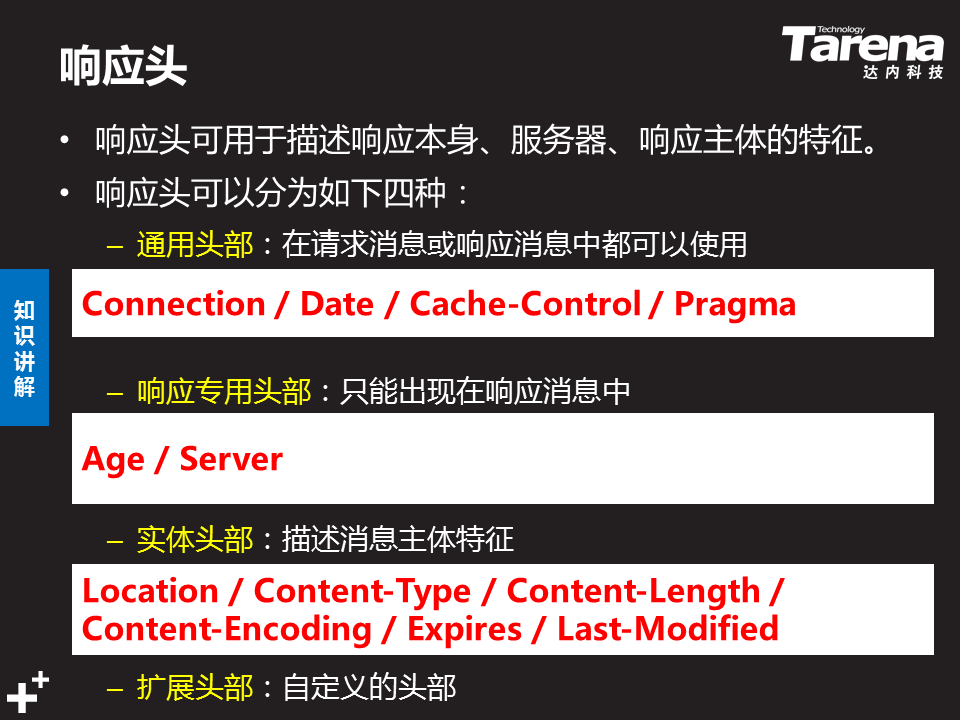 响应头
Technology
Tarena
达内科技
• 响应头可用于描述响应本身、服务器、响应主体的特征。
• 响应头可以分为如下四种：
– 通用头部：在请求消息或响应消息中都可以使用
Connection / Date / Cache-Control / Pragma
知识讲解
– 响应专用头部：只能出现在响应消息中
Age / Server
– 实体头部：描述消息主体特征
Location / Content-Type / Content-Length /
Content-Encoding / Expires / Last-Modified
– 扩展头部：自定义的头部